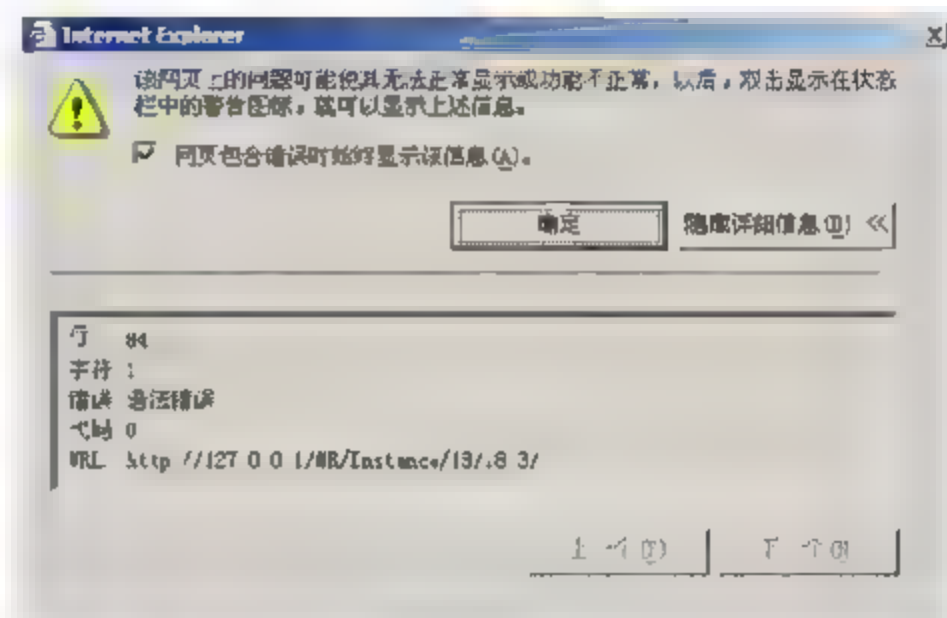 Internet Explorer
该网页上的问题可能使其无法正常显示或功能不正常，以后，双击显示在状态
栏中的警告图标，就可以显示上述信息。
网页包含错误时始终显示该信息(A)。
确定
隐藏详细信息(D) <<
行 84
字符 1
错误 语法错误
代码 0
URL http //127 0 0 1/MR/Instance/18/18 3/
上一个(P)
下一个(N)